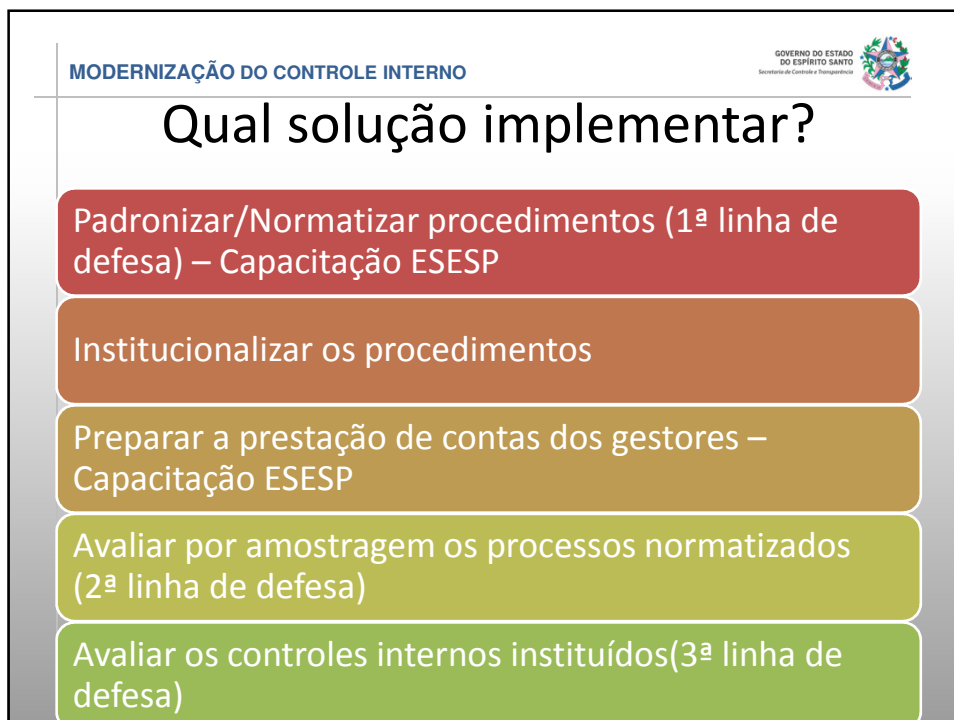 MODERNIZAÇÃO DO CONTROLE INTERNO
GOVERNO DO ESTADO
DO ESPÍRITO SANTO
Secretaria de Controle e Transparência
Qual solução implementar?
Padronizar/Normatizar procedimentos (1ª linha de
defesa) – Capacitação ESESP
Institucionalizar os procedimentos
Preparar a prestação de contas dos gestores –
Capacitação ESESP
Avaliar por amostragem os processos normatizados
(2ª linha de defesa)
Avaliar os controles internos instituídos(3ª linha de
defesa)